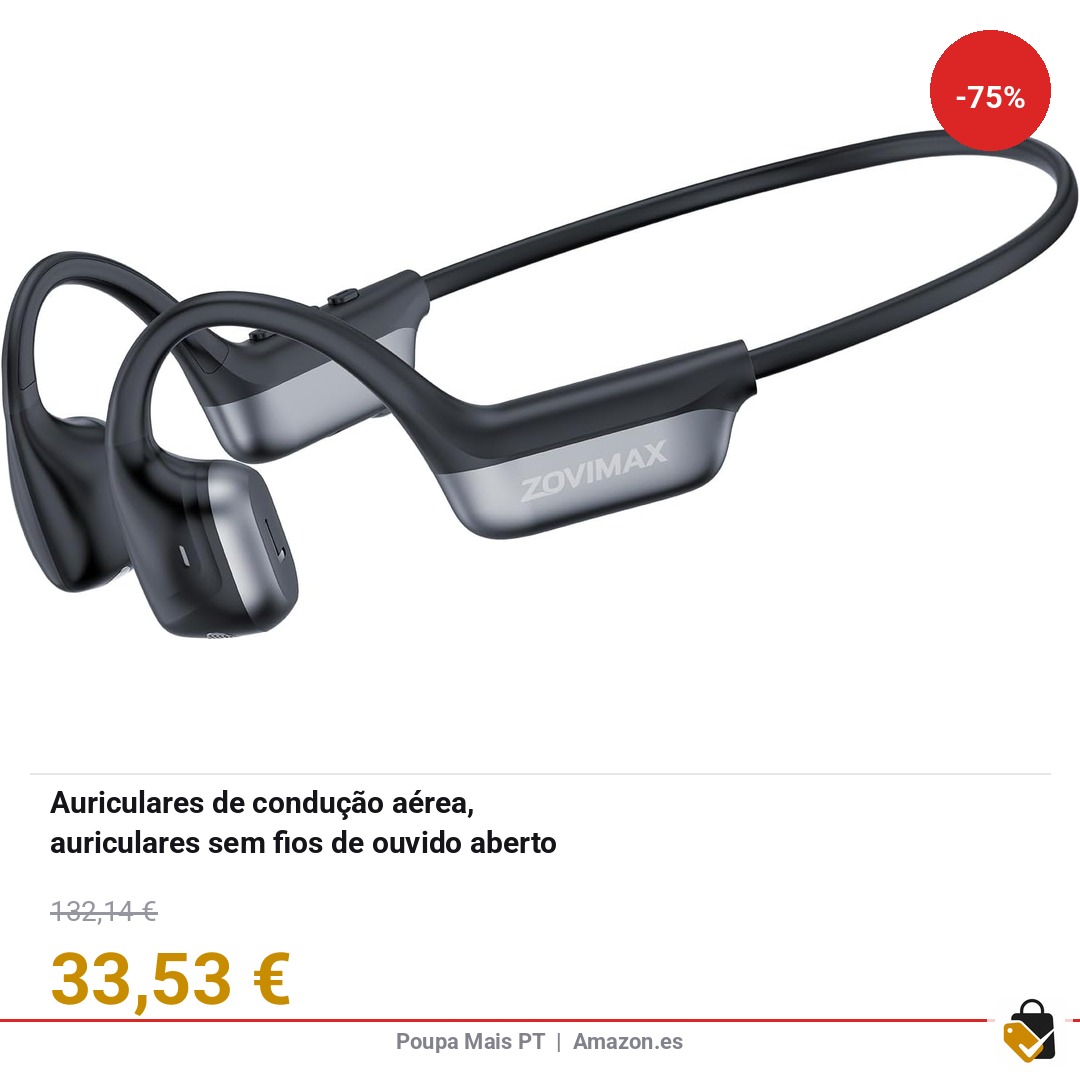 -75%
ZOVIMAX
Auriculares de condução aérea,
auriculares sem fios de ouvido aberto
132,14 €
33,53 €
Poupa Mais PT | Amazon.es